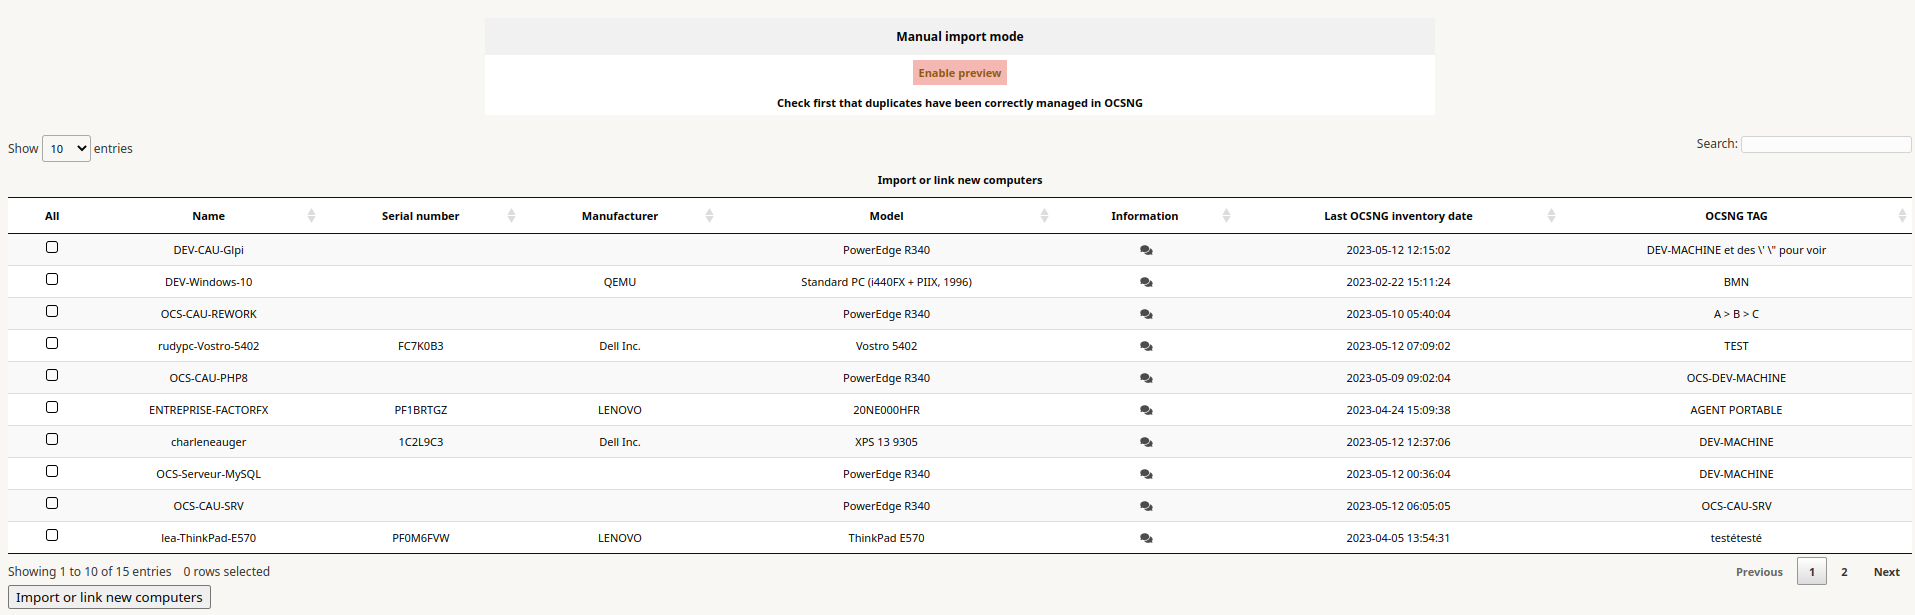 Manual import mode
Enable preview
Check first that duplicates have been correctly managed in OCSNG
Show 10 entries
Search:
Import or link new computers
All Name Serial number Manufacturer Model Information Last OCSNG inventory date OCSNG TAG
DEV-CAU-Glpi PowerEdge R340 2023-05-12 12:15:02 DEV-MACHINE et des \' \" pour voir
DEV-Windows-10 QEMU Standard PC (i440FX + PIIX, 1996) 2023-02-22 15:11:24 BMN
OCS-CAU-REWORK PowerEdge R340 2023-05-10 05:40:04 A > B > C
rudypc-Vostro-5402 FC7K0B3 Dell Inc. Vostro 5402 2023-05-12 07:09:02 TEST
OCS-CAU-PHP8 PowerEdge R340 2023-05-09 09:02:04 OCS-DEV-MACHINE
ENTREPRISE-FACTORFX PF1BRTGZ LENOVO 20NE000HFR 2023-04-24 15:09:38 AGENT PORTABLE
charleneauger 1C2L9C3 Dell Inc. XPS 13 9305 2023-05-12 12:37:06 DEV-MACHINE
OCS-Serveur-MySQL PowerEdge R340 2023-05-12 00:36:04 DEV-MACHINE
OCS-CAU-SRV PowerEdge R340 2023-05-12 06:05:05 OCS-CAU-SRV
lea-ThinkPad-E570 PF0M6FVW LENOVO ThinkPad E570 2023-04-05 13:54:31 testétesté
Showing 1 to 10 of 15 entries 0 rows selected Previous 1 2 Next
Import or link new computers